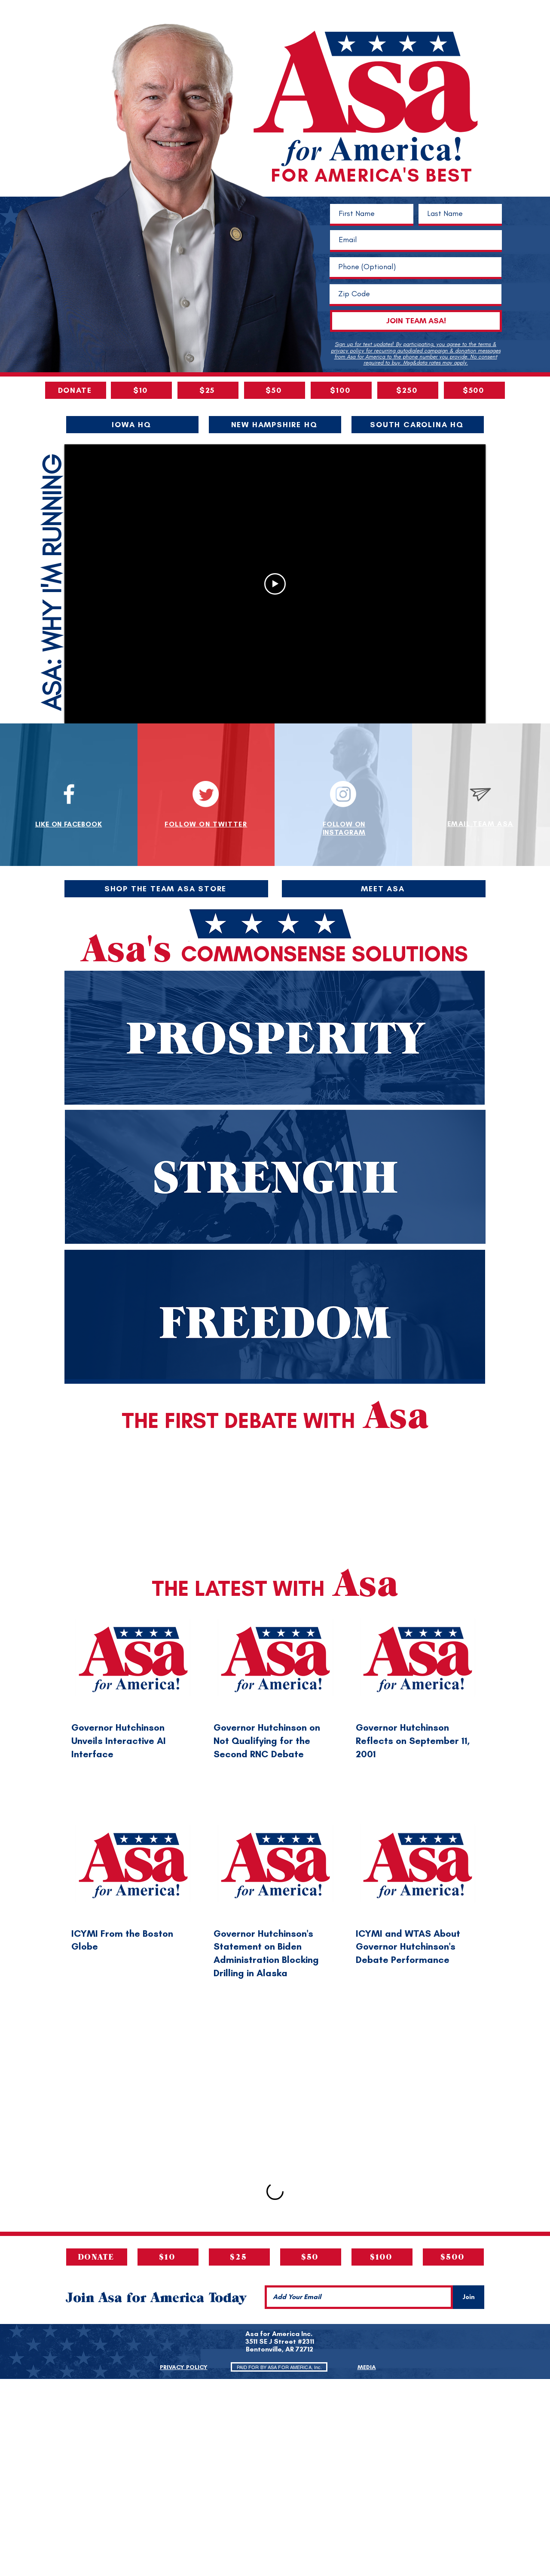 Asa
for America!
FOR AMERICA'S BEST
First Name
Last Name
Email
Phone (Optional)
Zip Code
JOIN TEAM ASA!
Sign up for text updated! By participating, you agree to the terms &
privacy policy for recurring autodialed campaign & donation messages
from Asa for America to the phone number you provide. No consent
required to buy. Msg&data rates may apply.
DONATE
$10
$25
$50
$100
$250
$500
IOWA HQ
NEW HAMPSHIRE HQ
SOUTH CAROLINA HQ
ASA: WHY I'M RUNNING
LIKE ON FACEBOOK
FOLLOW ON TWITTER
FOLLOW ON
INSTAGRAM
EMAIL TEAM ASA
SHOP THE TEAM ASA STORE
MEET ASA
Asa's COMMONSENSE SOLUTIONS
PROSPERITY
STRENGTH
FREEDOM
THE FIRST DEBATE WITH Asa
THE LATEST WITH Asa
Asa
for America!
Governor Hutchinson
Unveils Interactive AI
Interface
Asa
for America!
Governor Hutchinson on
Not Qualifying for the
Second RNC Debate
Asa
for America!
Governor Hutchinson
Reflects on September 11,
2001
Asa
for America!
ICYMI From the Boston
Globe
Asa
for America!
Governor Hutchinson's
Statement on Biden
Administration Blocking
Drilling in Alaska
Asa
for America!
ICYMI and WTAS About
Governor Hutchinson's
Debate Performance
DONATE
$10
$25
$50
$100
$500
Join Asa for America Today
Add Your Email
Join
Asa for America Inc.
3511 SE J Street #2311
Bentonville, AR 72712
PRIVACY POLICY
PAID FOR BY ASA FOR AMERICA, Inc.
MEDIA